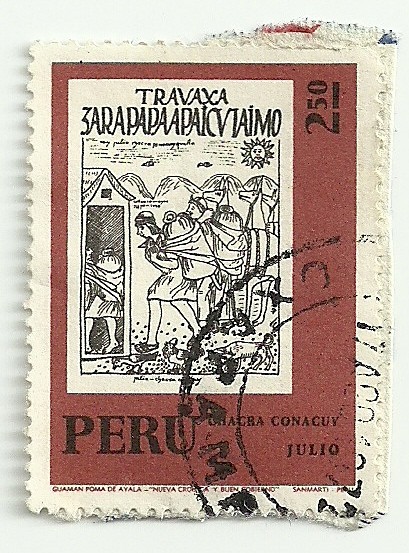 TRAVAXA
ZARAPAPAAPAICVIAIMO
2 50
PERU
CHACRA CONACUY
JULIO
GUAMAN POMA DE AYALA — "NUEVA CRONICA Y BUEN GOBIERNO"
SANMARTI -